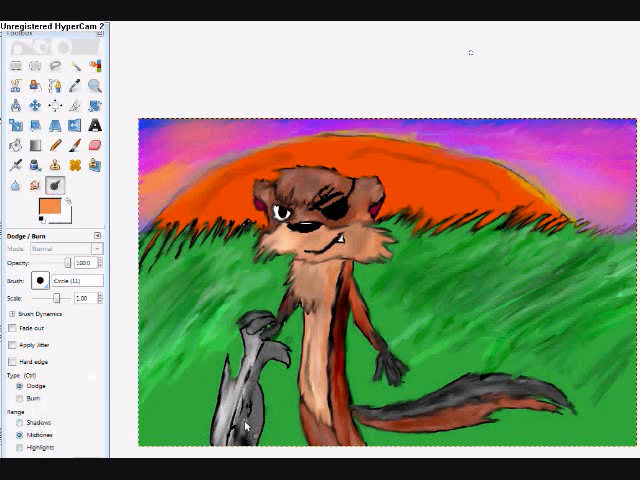 Unregistered HyperCam 2
Toolbox
Dodge / Burn
Mode: Normal
Opacity: 100.0
Brush: Circle (11)
Scale: 1.00
Brush Dynamics
Fade out
Apply Jitter
Hard edge
Type (Ctrl)
Dodge
Burn
Range
Shadows
Midtones
Highlights